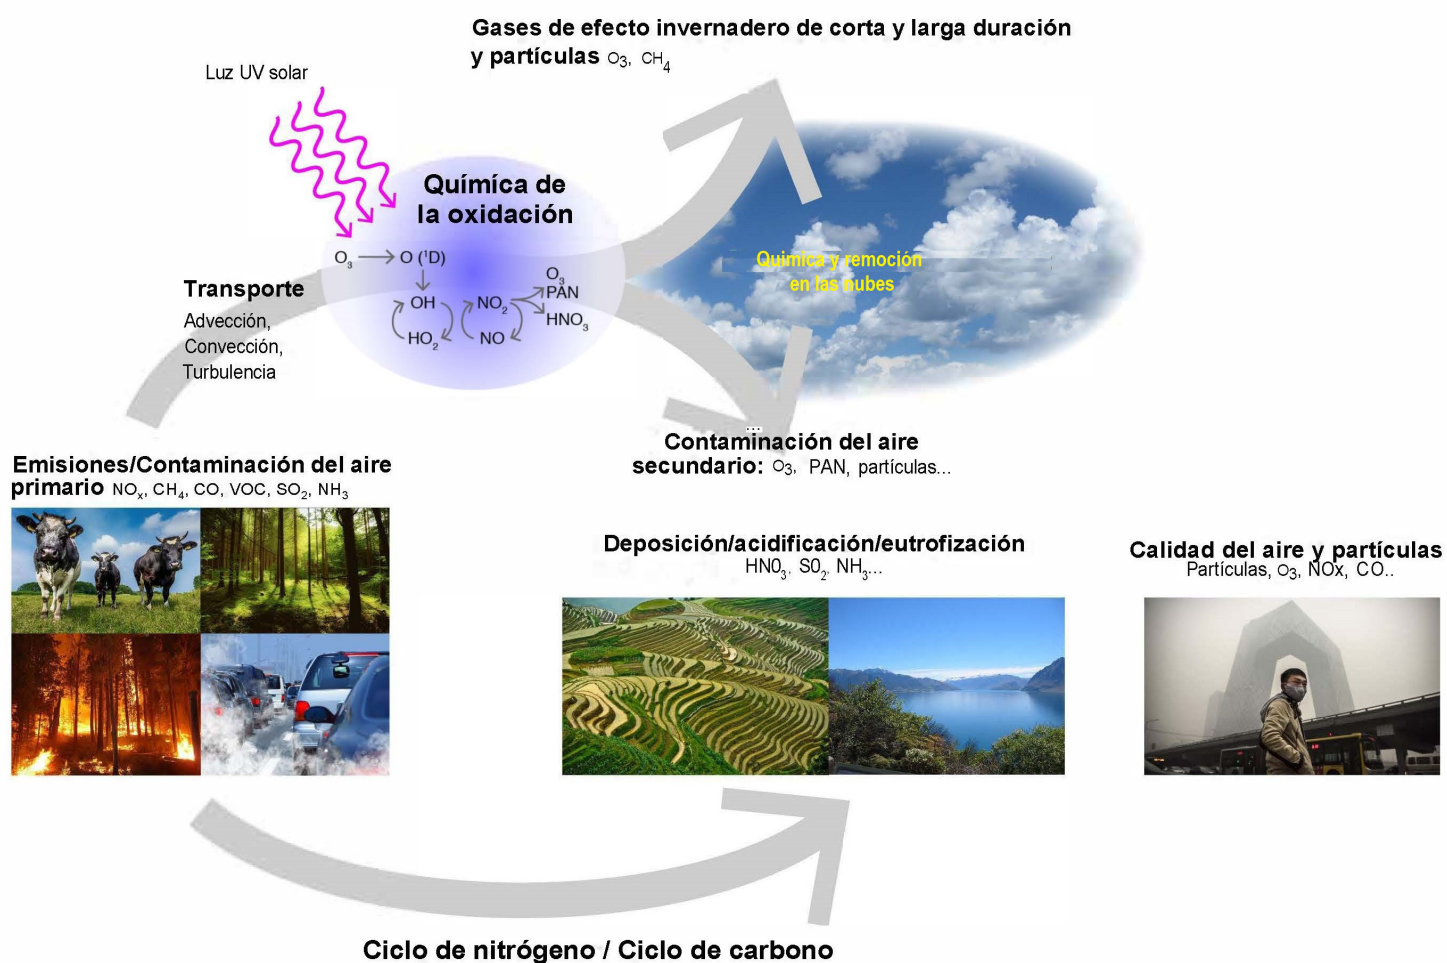 Gases de efecto invernadero de corta y larga duración
y partículas O₃, CH₄
Luz UV solar
Químíca de
la oxidación
O₃ O (¹D)
OH NO₂ O₃
PAN
HNO₃
HO₂ NO
Transporte
Advección,
Convección,
Turbulencia
Quimica y remoción
en las nubes
...
Contaminación del aire
secundario: O₃, PAN, partículas...
Emisiones/Contaminación del aire
primario NOₓ, CH₄, CO, VOC, SO₂, NH₃
Deposición/acidificación/eutrofización
HN0₃, S0₂, NH₃...
Calidad del aire y partículas
Partículas, O₃, NOx, CO..
Ciclo de nitrógeno / Ciclo de carbono